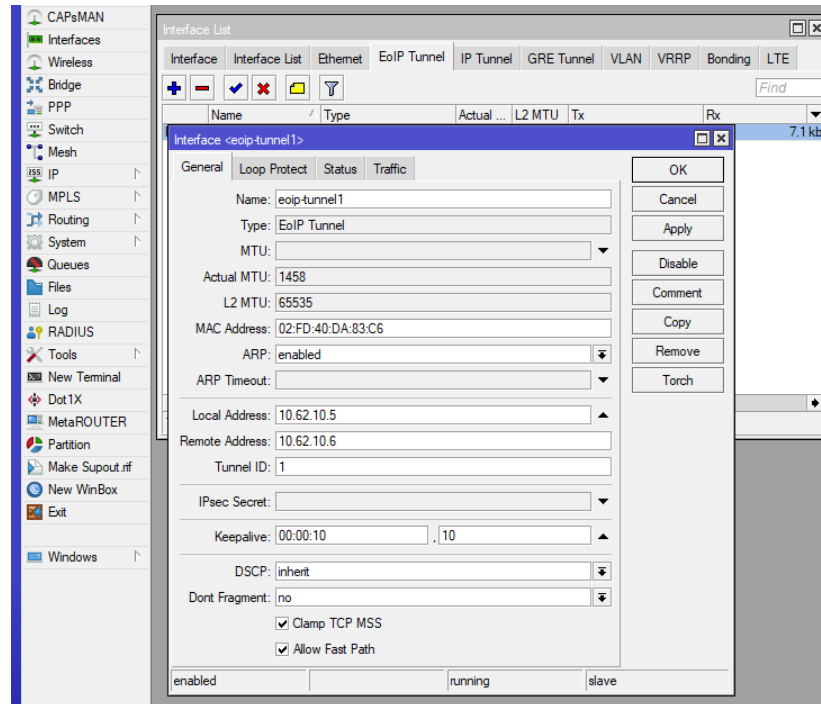 CAPsMAN
Interfaces
Wireless
Bridge
PPP
Switch
Mesh
IP
MPLS
Routing
System
Queues
Files
Log
RADIUS
Tools
New Terminal
Dot1X
MetaROUTER
Partition
Make Supout.rif
New WinBox
Exit
Windows
Interface List
Interface Interface List Ethernet EoIP Tunnel IP Tunnel GRE Tunnel VLAN VRRP Bonding LTE
Find
Name / Type Actual ... L2 MTU Tx Rx
7.1 kb
Interface <eoip-tunnel1>
General Loop Protect Status Traffic
Name: eoip-tunnel1
Type: EoIP Tunnel
MTU:
Actual MTU: 1458
L2 MTU: 65535
MAC Address: 02:FD:40:DA:83:C6
ARP: enabled
ARP Timeout:
Local Address: 10.62.10.5
Remote Address: 10.62.10.6
Tunnel ID: 1
IPsec Secret:
Keepalive: 00:00:10 , 10
DSCP: inherit
Dont Fragment: no
Clamp TCP MSS
Allow Fast Path
OK
Cancel
Apply
Disable
Comment
Copy
Remove
Torch
enabled running slave